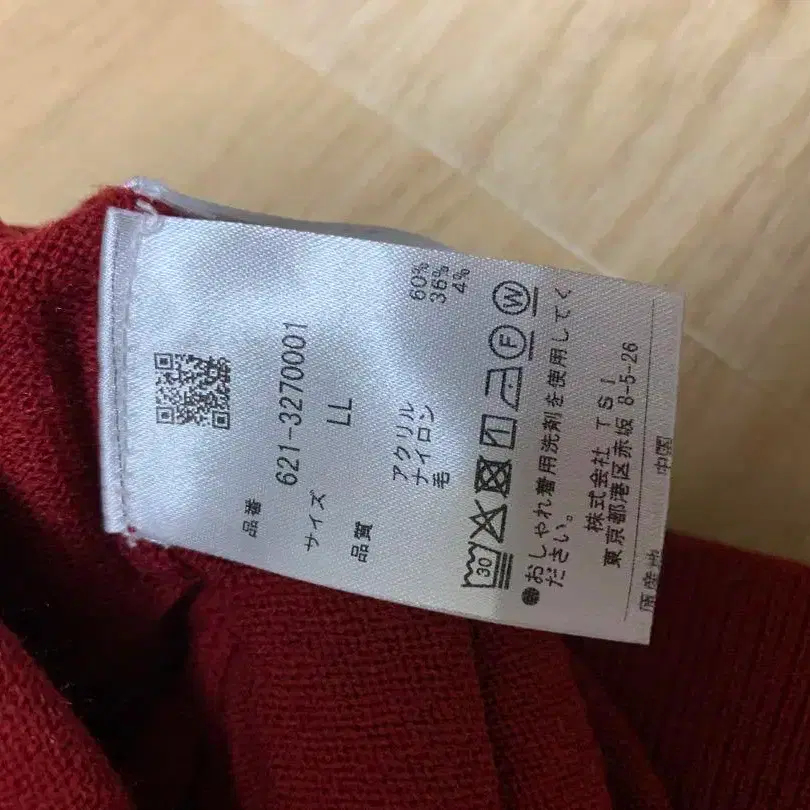 品番 621-3270001
サイズ LL
品質 アクリル 60%
ナイロン 36%
毛 4%
30 F W
●おしゃれ着用洗剤を使用してく
ださい。
株式会社 TSI
東京都港区赤坂 8-5-26
原産地 中国